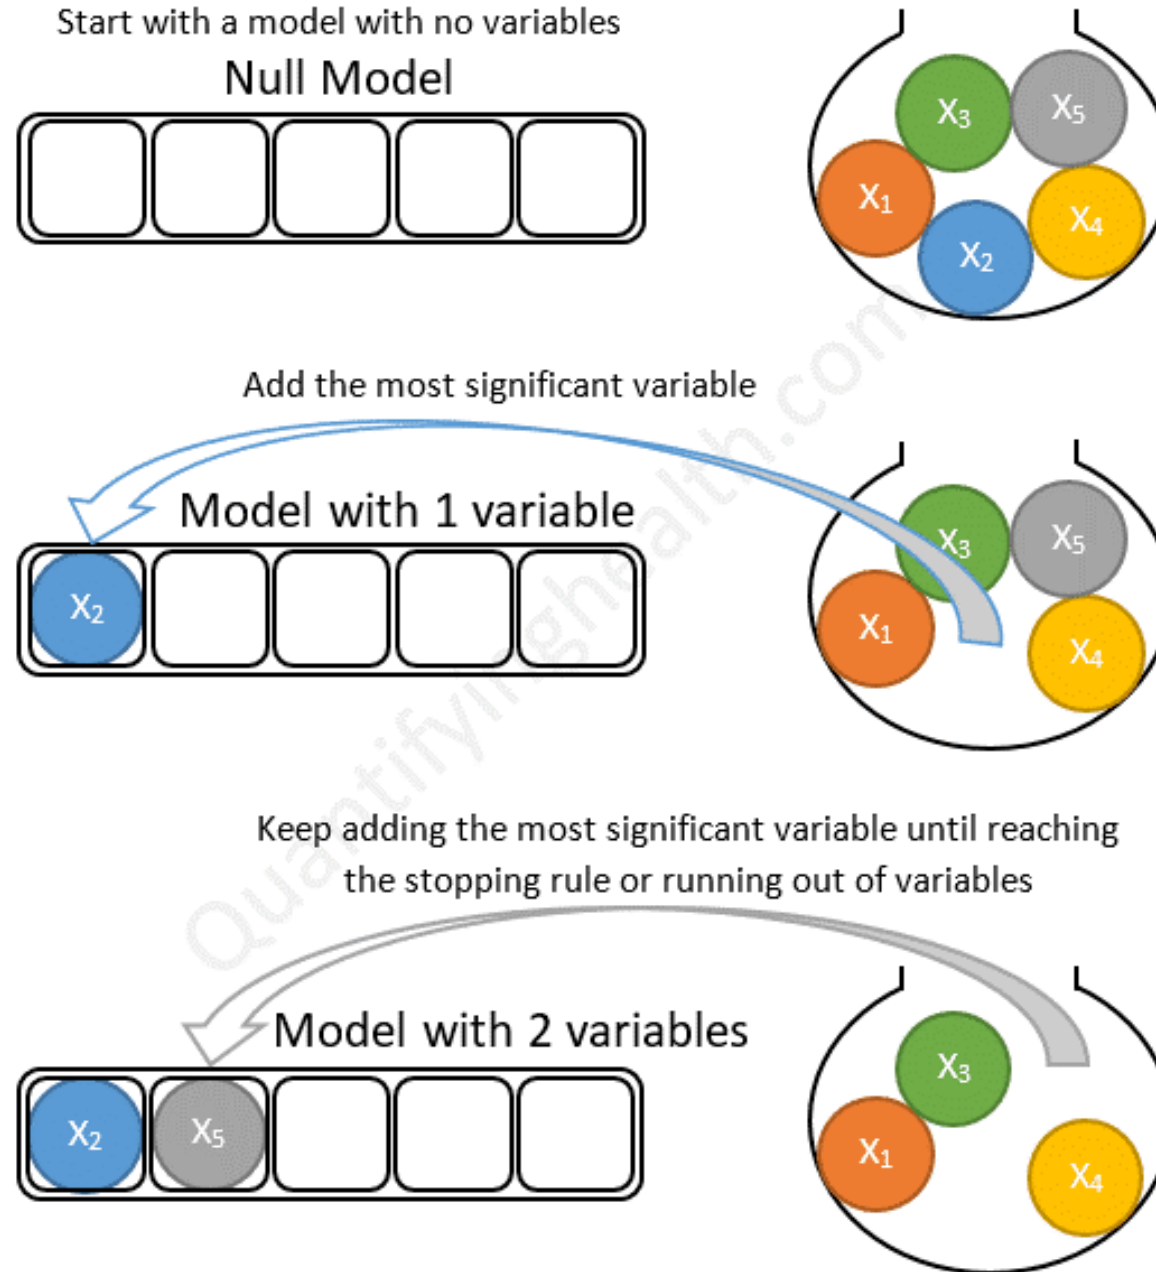 Start with a model with no variables
Null Model
X3 X5
X1 X4
X2
Add the most significant variable
Model with 1 variable
X3 X5
X2 X1 X4
Keep adding the most significant variable until reaching
the stopping rule or running out of variables
Model with 2 variables
X3
X2 X5 X1 X4
Quantifyinghealth.com